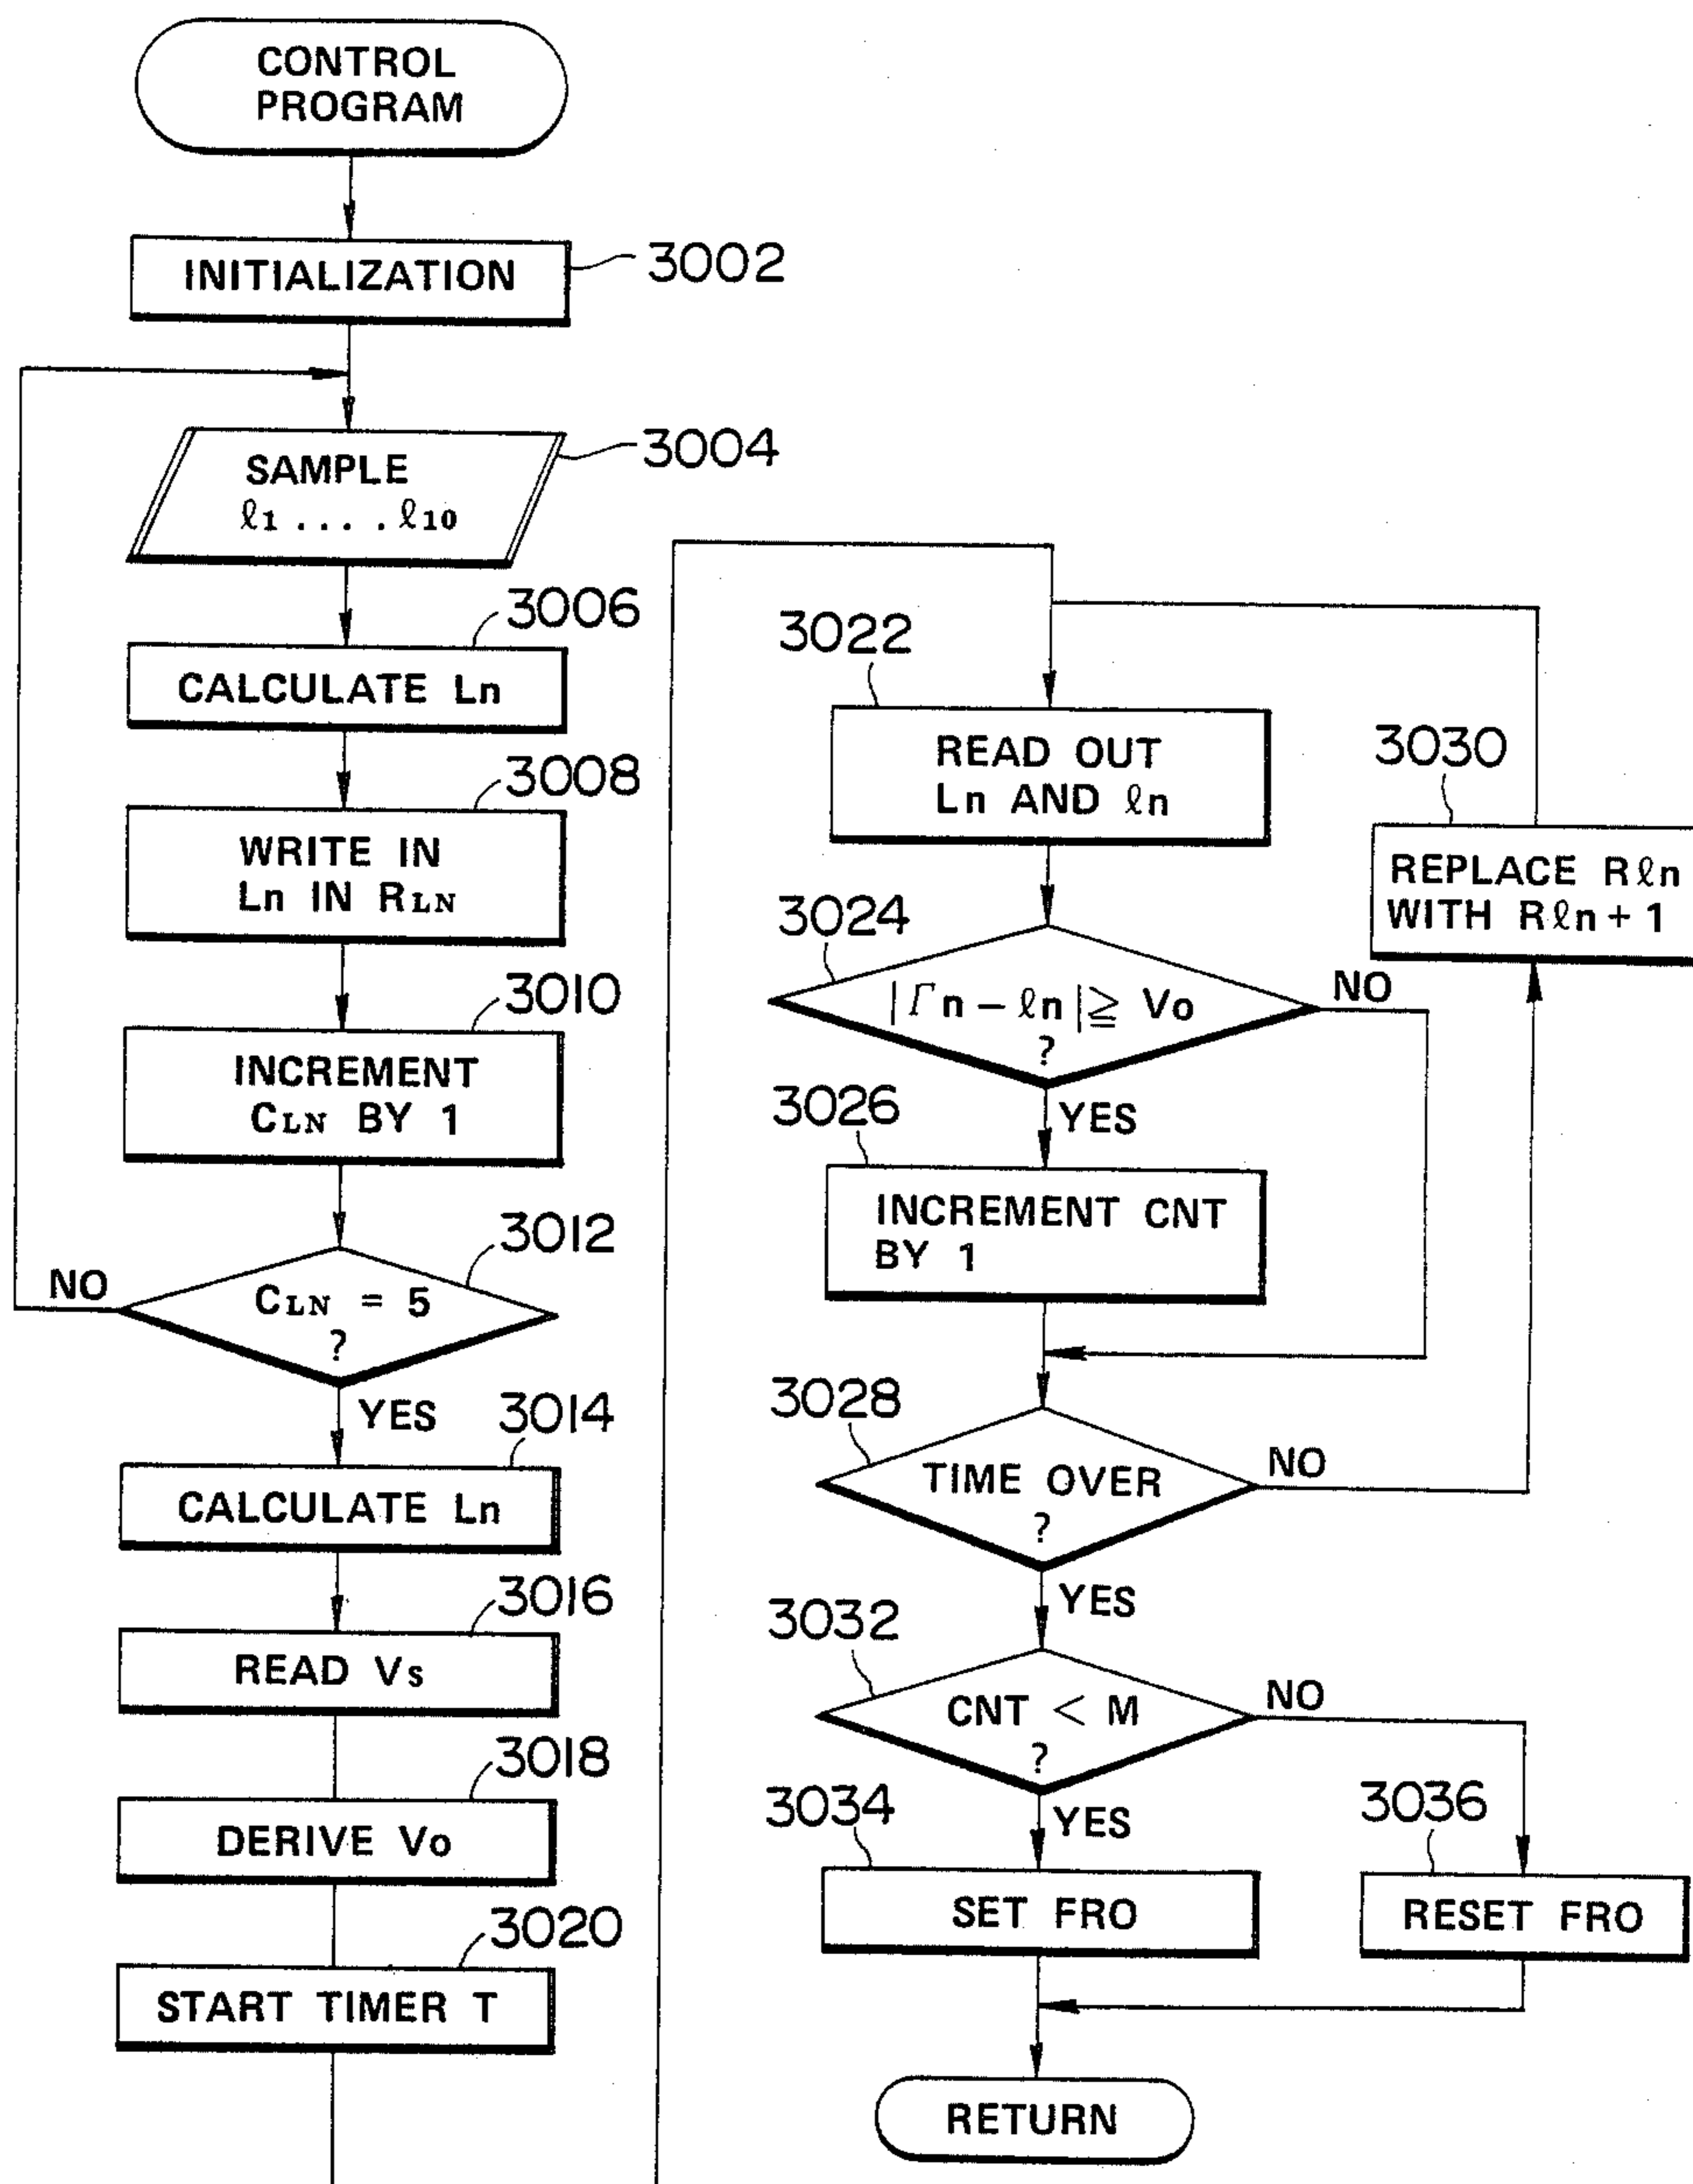 CONTROL
PROGRAM
INITIALIZATION
3002
SAMPLE
ℓ1 .... ℓ10
3004
3006
CALCULATE Ln
3008
WRITE IN
Ln IN RLN
3010
INCREMENT
CLN BY 1
3012
CLN = 5
?
NO
YES
3014
CALCULATE Ln
3016
READ Vs
3018
DERIVE Vo
3020
START TIMER T
3022
READ OUT
Ln AND ℓn
3024
|Γn − ℓn| ≧ Vo
?
NO
YES
3026
INCREMENT CNT
BY 1
3028
TIME OVER
?
NO
YES
3030
REPLACE Rℓn
WITH Rℓn+1
3032
CNT < M
?
NO
YES
3034
SET FRO
3036
RESET FRO
RETURN